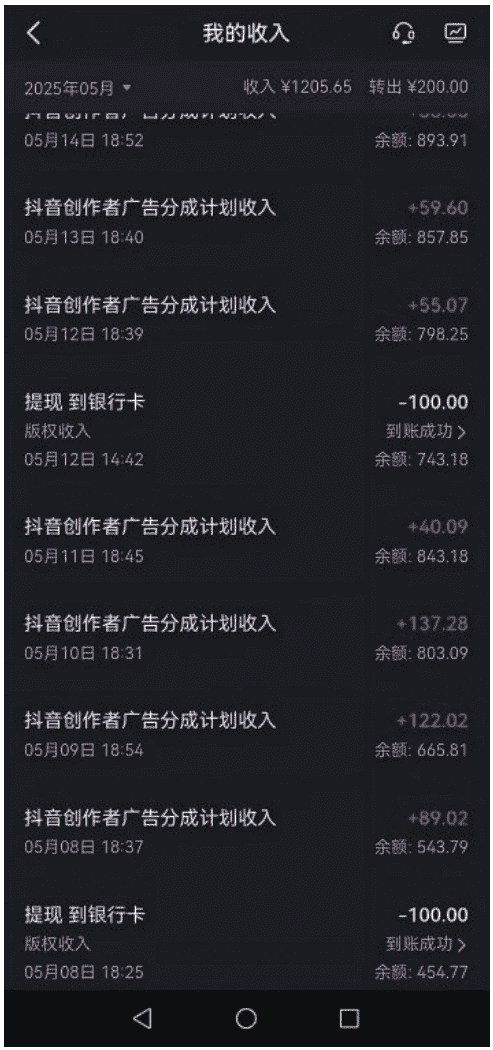 我的收入
2025年05月 收入 ¥1205.65 转出 ¥200.00
抖音创作者广告分成计划收入
05月14日 18:52 余额: 893.91
抖音创作者广告分成计划收入 +59.60
05月13日 18:40 余额: 857.85
抖音创作者广告分成计划收入 +55.07
05月12日 18:39 余额: 798.25
提现 到银行卡 -100.00
版权收入 到账成功
05月12日 14:42 余额: 743.18
抖音创作者广告分成计划收入 +40.09
05月11日 18:45 余额: 843.18
抖音创作者广告分成计划收入 +137.28
05月10日 18:31 余额: 803.09
抖音创作者广告分成计划收入 +122.02
05月09日 18:54 余额: 665.81
抖音创作者广告分成计划收入 +89.02
05月08日 18:37 余额: 543.79
提现 到银行卡 -100.00
版权收入 到账成功
05月08日 18:25 余额: 454.77